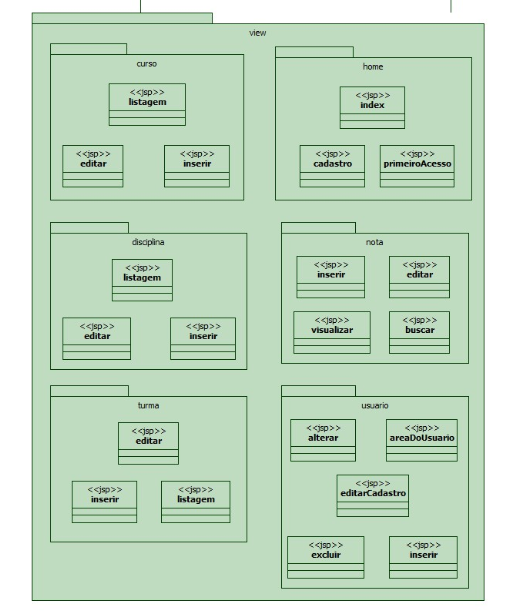 view
curso
<<jsp>>
listagem
<<jsp>>
editar
<<jsp>>
inserir
home
<<jsp>>
index
<<jsp>>
cadastro
<<jsp>>
primeiroAcesso
disciplina
<<jsp>>
listagem
<<jsp>>
editar
<<jsp>>
inserir
nota
<<jsp>>
inserir
<<jsp>>
editar
<<jsp>>
visualizar
<<jsp>>
buscar
turma
<<jsp>>
editar
<<jsp>>
inserir
<<jsp>>
listagem
usuario
<<jsp>>
alterar
<<jsp>>
areaDoUsuario
<<jsp>>
editarCadastro
<<jsp>>
excluir
<<jsp>>
inserir